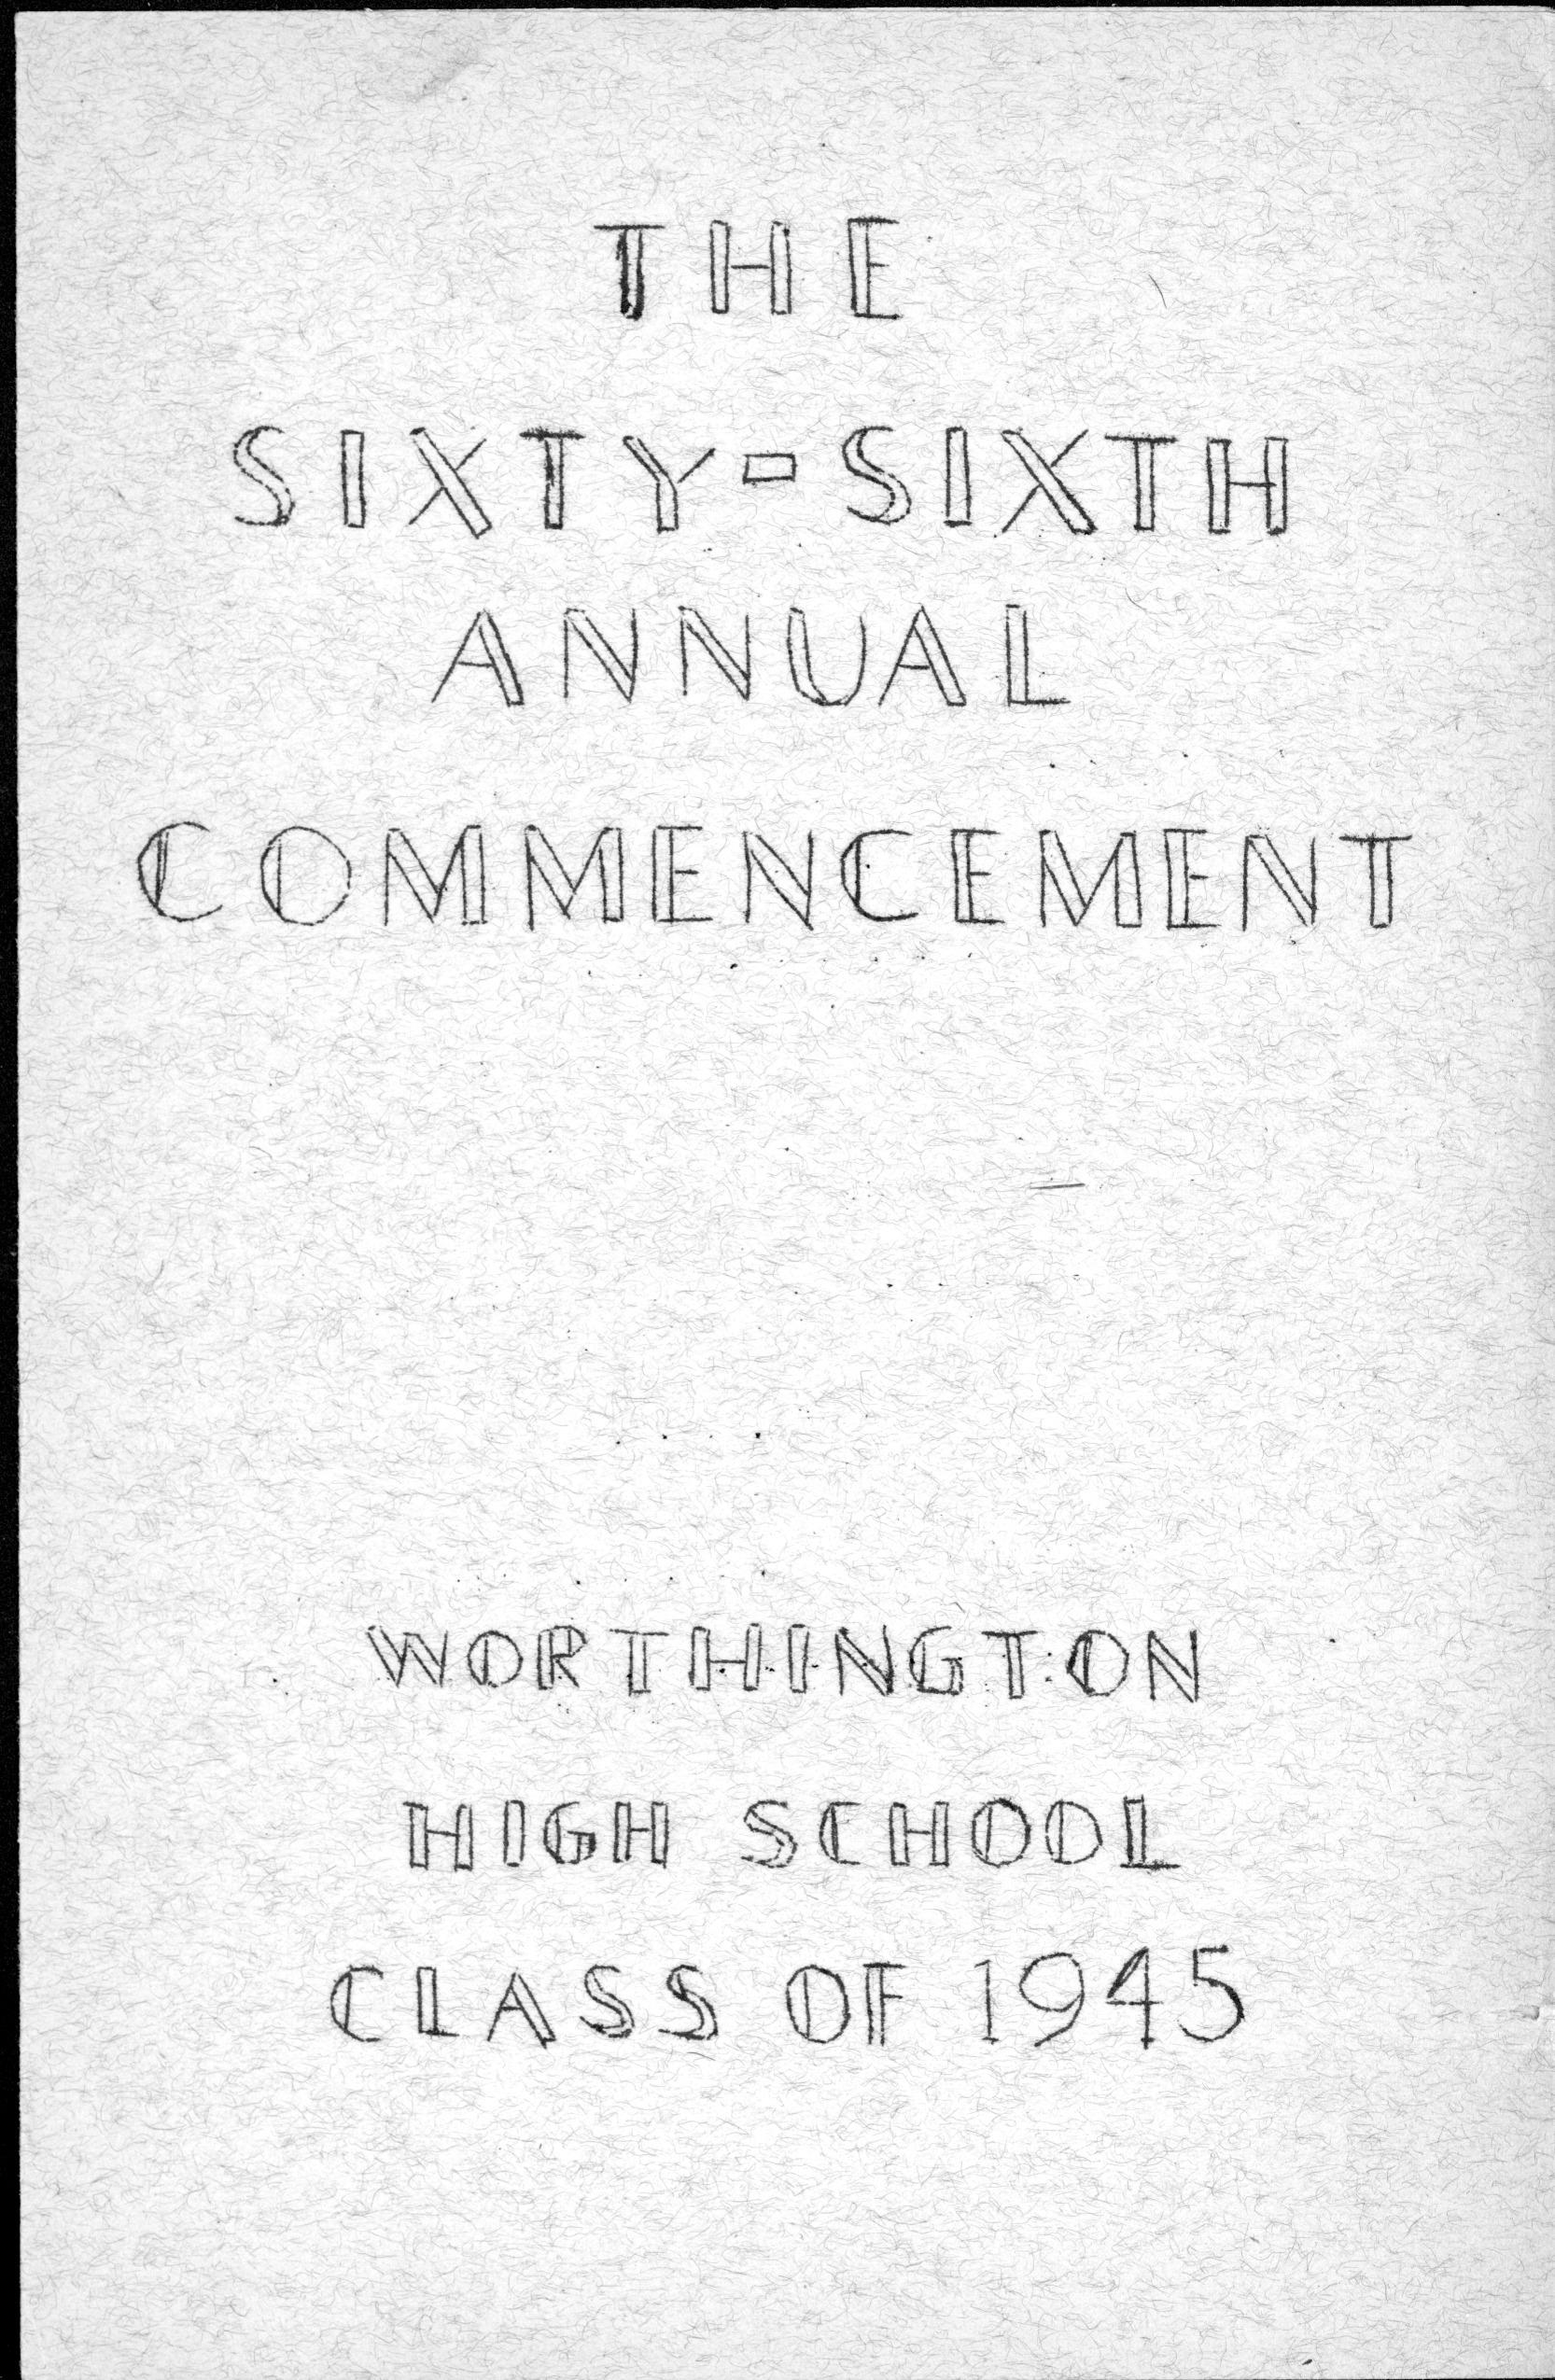 THE
SIXTY-SIXTH
ANNUAL
COMMENCEMENT
WORTHINGTON
HIGH SCHOOL
CLASS OF 1945